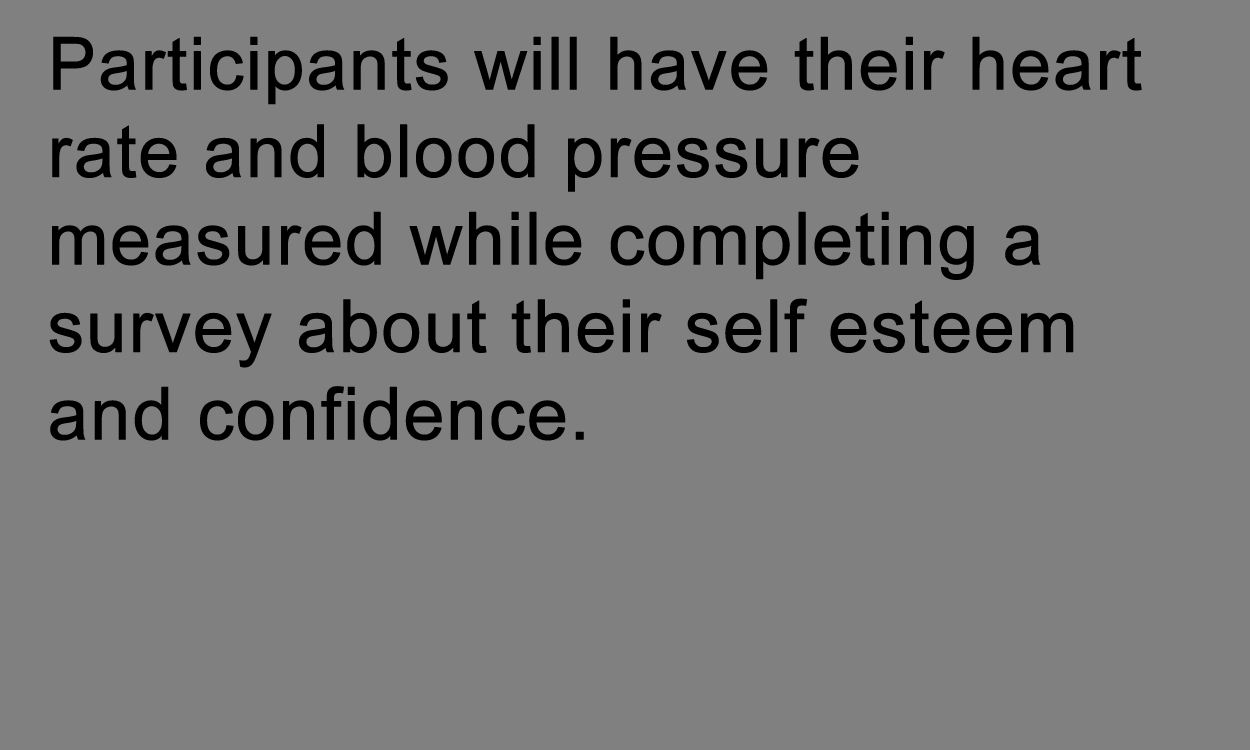 Participants will have their heart
rate and blood pressure
measured while completing a
survey about their self esteem
and confidence.